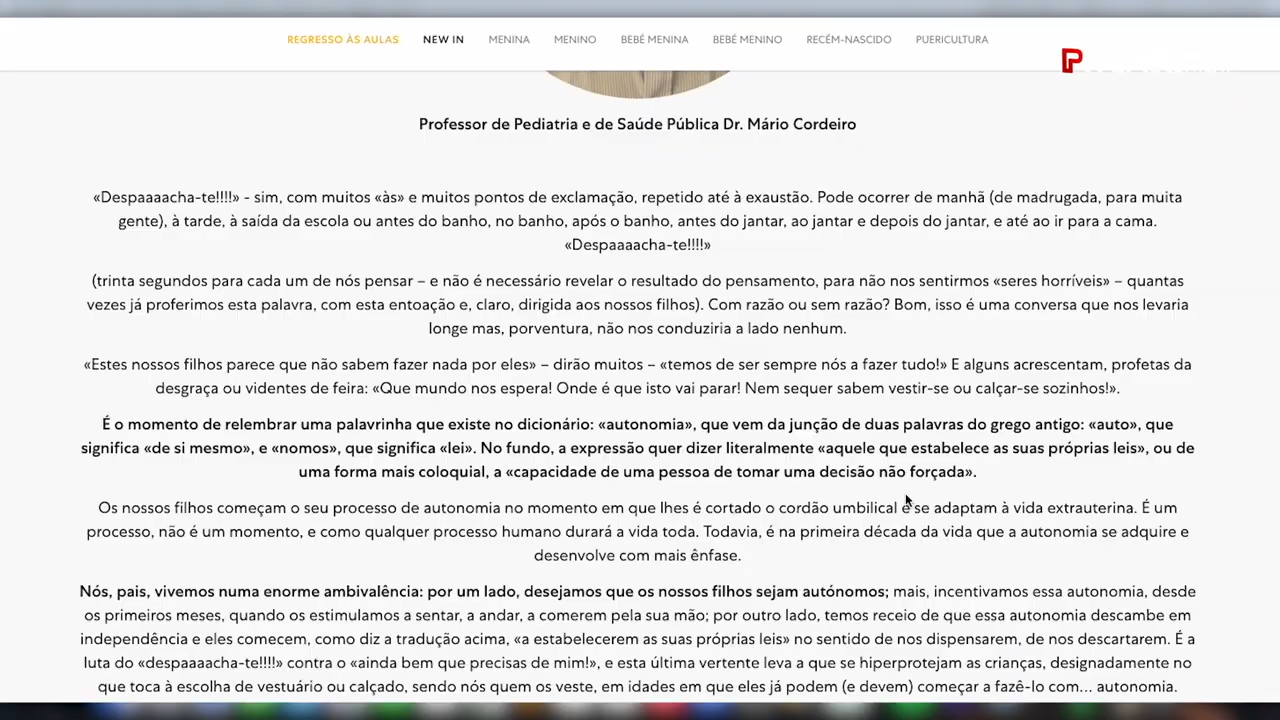 REGRESSO ÀS AULAS NEW IN MENINA MENINO BEBÉ MENINA BEBÉ MENINO RECÉM-NASCIDO PUERICULTURA
Professor de Pediatria e de Saúde Pública Dr. Mário Cordeiro
«Despaaaacha-te!!!!» - sim, com muitos «às» e muitos pontos de exclamação, repetido até à exaustão. Pode ocorrer de manhã (de madrugada, para muita
gente), à tarde, à saída da escola ou antes do banho, no banho, após o banho, antes do jantar, ao jantar e depois do jantar, e até ao ir para a cama.
«Despaaaacha-te!!!!»
(trinta segundos para cada um de nós pensar – e não é necessário revelar o resultado do pensamento, para não nos sentirmos «seres horríveis» – quantas
vezes já proferimos esta palavra, com esta entoação e, claro, dirigida aos nossos filhos). Com razão ou sem razão? Bom, isso é uma conversa que nos levaria
longe mas, porventura, não nos conduziria a lado nenhum.
«Estes nossos filhos parece que não sabem fazer nada por eles» – dirão muitos – «temos de ser sempre nós a fazer tudo!» E alguns acrescentam, profetas da
desgraça ou videntes de feira: «Que mundo nos espera! Onde é que isto vai parar! Nem sequer sabem vestir-se ou calçar-se sozinhos!».
É o momento de relembrar uma palavrinha que existe no dicionário: «autonomia», que vem da junção de duas palavras do grego antigo: «auto», que
significa «de si mesmo», e «nomos», que significa «lei». No fundo, a expressão quer dizer literalmente «aquele que estabelece as suas próprias leis», ou de
uma forma mais coloquial, a «capacidade de uma pessoa de tomar uma decisão não forçada».
Os nossos filhos começam o seu processo de autonomia no momento em que lhes é cortado o cordão umbilical e se adaptam à vida extrauterina. É um
processo, não é um momento, e como qualquer processo humano durará a vida toda. Todavia, é na primeira década da vida que a autonomia se adquire e
desenvolve com mais ênfase.
Nós, pais, vivemos numa enorme ambivalência: por um lado, desejamos que os nossos filhos sejam autónomos; mais, incentivamos essa autonomia, desde
os primeiros meses, quando os estimulamos a sentar, a andar, a comerem pela sua mão; por outro lado, temos receio de que essa autonomia descambe em
independência e eles comecem, como diz a tradução acima, «a estabelecerem as suas próprias leis» no sentido de nos dispensarem, de nos descartarem. É a
luta do «despaaaacha-te!!!!» contra o «ainda bem que precisas de mim!», e esta última vertente leva a que se hiperprotejam as crianças, designadamente no
que toca à escolha de vestuário ou calçado, sendo nós quem os veste, em idades em que eles já podem (e devem) começar a fazê-lo com... autonomia.